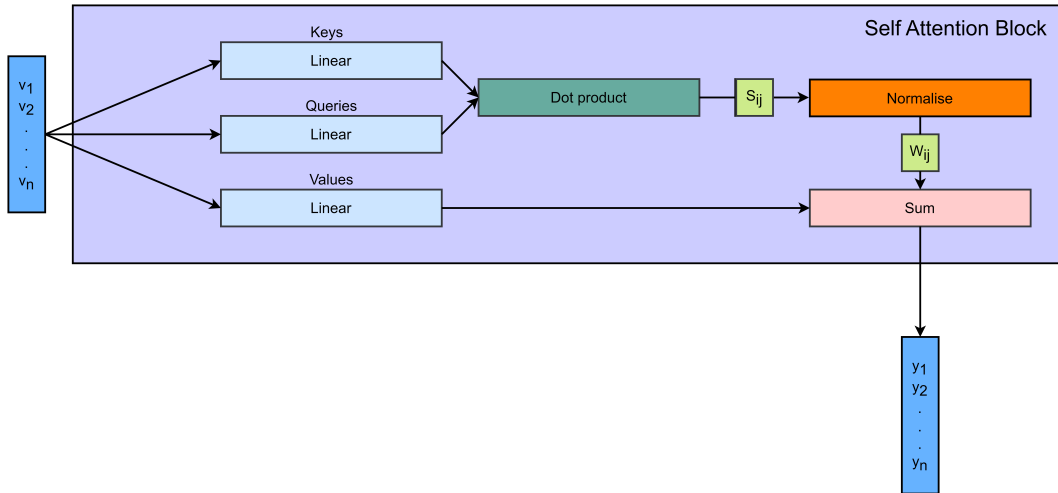 Self Attention Block
Keys
Linear
Queries
Linear
Values
Linear
Dot product
Sij
Normalise
Wij
Sum
v1
v2
.
.
.
vn
y1
y2
.
.
.
yn